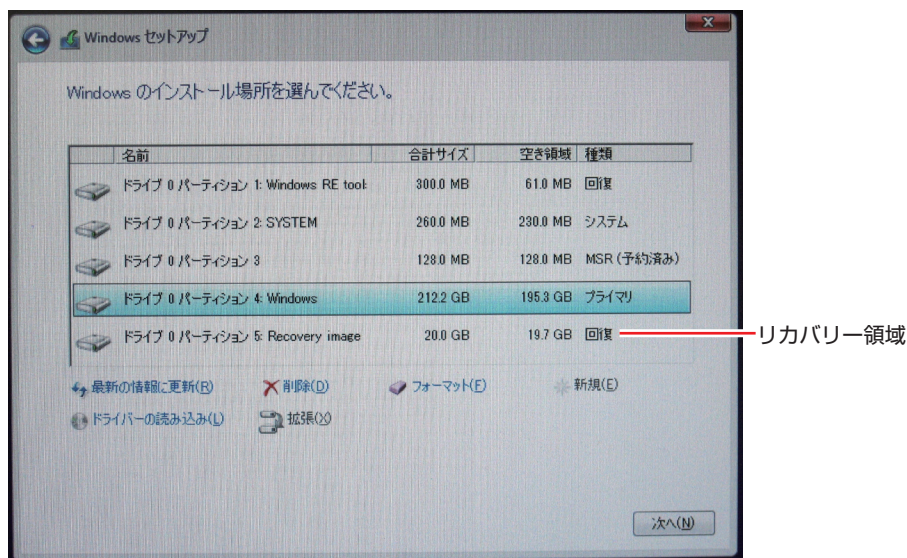 Windows セットアップ
Windows のインストール場所を選んでください。
名前 合計サイズ 空き領域 種類
ドライブ 0 パーティション 1: Windows RE tools 300.0 MB 61.0 MB 回復
ドライブ 0 パーティション 2: SYSTEM 260.0 MB 230.0 MB システム
ドライブ 0 パーティション 3 128.0 MB 128.0 MB MSR (予約済み)
ドライブ 0 パーティション 4: Windows 212.2 GB 195.3 GB プライマリ
ドライブ 0 パーティション 5: Recovery image 20.0 GB 19.7 GB 回復
リカバリー領域
最新の情報に更新(R) 削除(D) フォーマット(F) 新規(E)
ドライバーの読み込み(L) 拡張(X)
次へ(N)